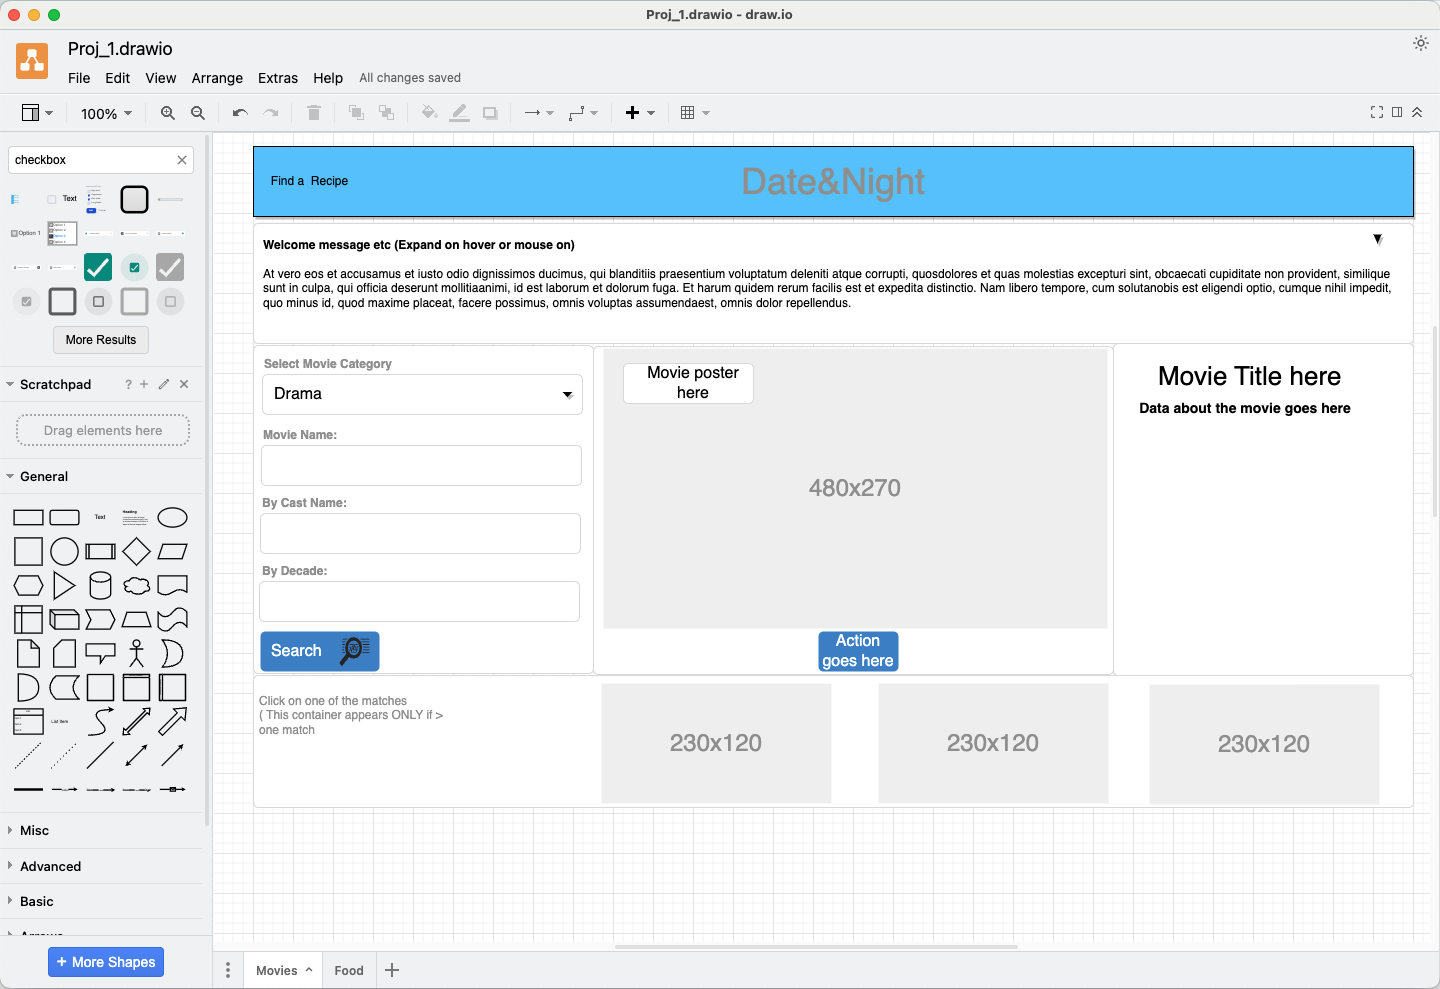 Proj_1.drawio - draw.io
Proj_1.drawio
File Edit View Arrange Extras Help All changes saved
100%
checkbox
Text
Option 1
More Results
Scratchpad ? + 
Drag elements here
General
Text
Heading
List Item
Misc
Advanced
Basic
Arrows
+ More Shapes
Find a Recipe
Date&Night
Welcome message etc (Expand on hover or mouse on)
At vero eos et accusamus et iusto odio dignissimos ducimus, qui blanditiis praesentium voluptatum deleniti atque corrupti, quosdolores et quas molestias excepturi sint, obcaecati cupiditate non provident, similique
sunt in culpa, qui officia deserunt mollitiaanimi, id est laborum et dolorum fuga. Et harum quidem rerum facilis est et expedita distinctio. Nam libero tempore, cum solutanobis est eligendi optio, cumque nihil impedit,
quo minus id, quod maxime placeat, facere possimus, omnis voluptas assumendaest, omnis dolor repellendus.
Select Movie Category
Drama
Movie Name:
By Cast Name:
By Decade:
Search
Movie poster
here
480x270
Action
goes here
Movie Title here
Data about the movie goes here
Click on one of the matches
( This container appears ONLY if >
one match
230x120
230x120
230x120
Movies
Food